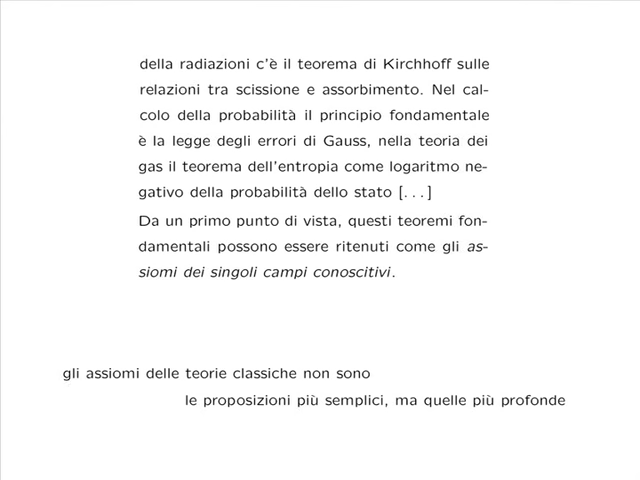 della radiazioni c'è il teorema di Kirchhoff sulle
relazioni tra scissione e assorbimento. Nel cal-
colo della probabilità il principio fondamentale
è la legge degli errori di Gauss, nella teoria dei
gas il teorema dell'entropia come logaritmo ne-
gativo della probabilità dello stato [...]
Da un primo punto di vista, questi teoremi fon-
damentali possono essere ritenuti come gli as-
siomi dei singoli campi conoscitivi.
gli assiomi delle teorie classiche non sono
le proposizioni più semplici, ma quelle più profonde